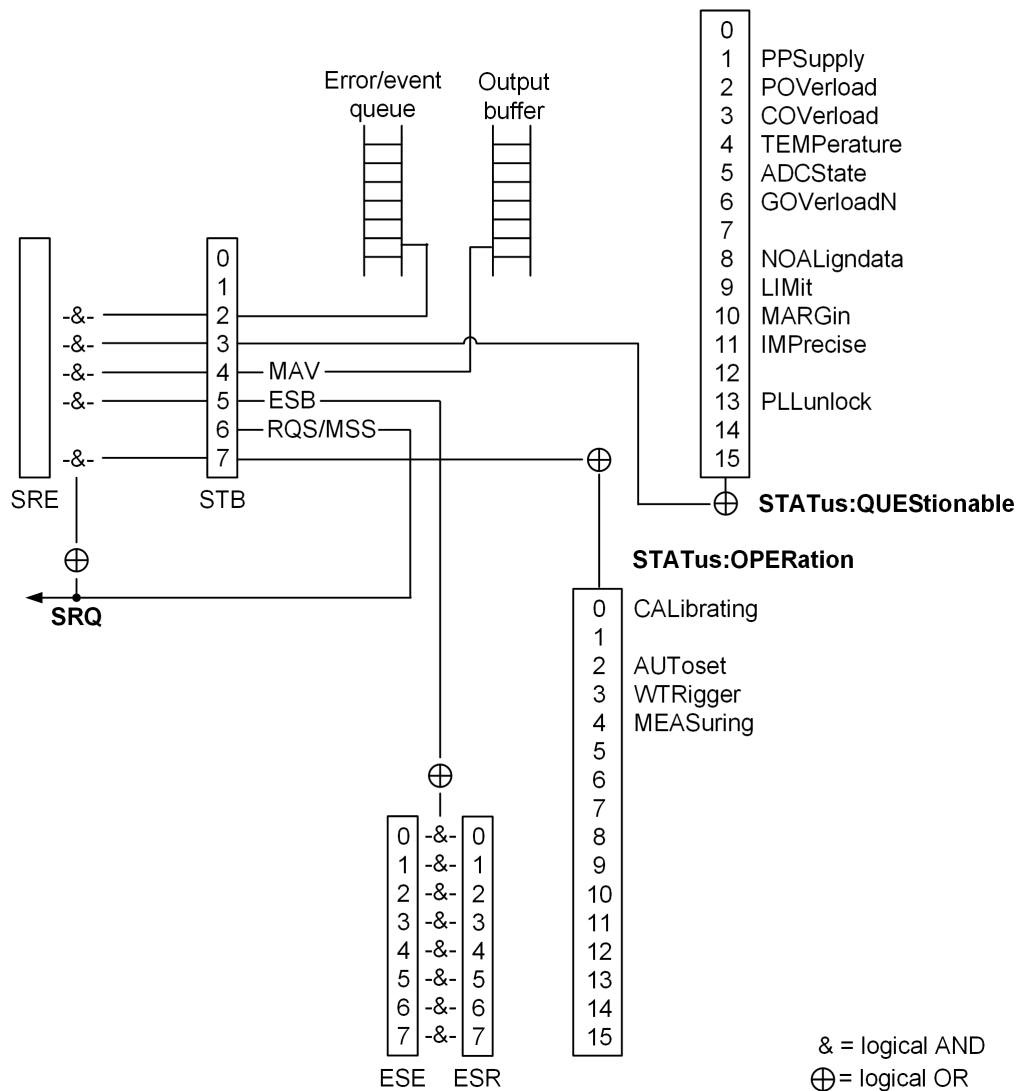 Error/event
queue
Output
buffer
0
1 PPSupply
2 POVerload
3 COVerload
4 TEMPerature
5 ADCState
6 GOVerloadN
7
8 NOALigndata
9 LIMit
10 MARGin
11 IMPrecise
12
13 PLLunlock
14
15
STATus:QUEStionable
0
1
-&- 2
-&- 3
-&- 4 MAV
-&- 5 ESB
6 RQS/MSS
-&- 7
SRE STB
SRQ
STATus:OPERation
0 CALibrating
1
2 AUToset
3 WTRigger
4 MEASuring
5
6
7
8
9
10
11
12
13
14
15
0 -&- 0
1 -&- 1
2 -&- 2
3 -&- 3
4 -&- 4
5 -&- 5
6 -&- 6
7 -&- 7
ESE ESR
& = logical AND
⊕ = logical OR